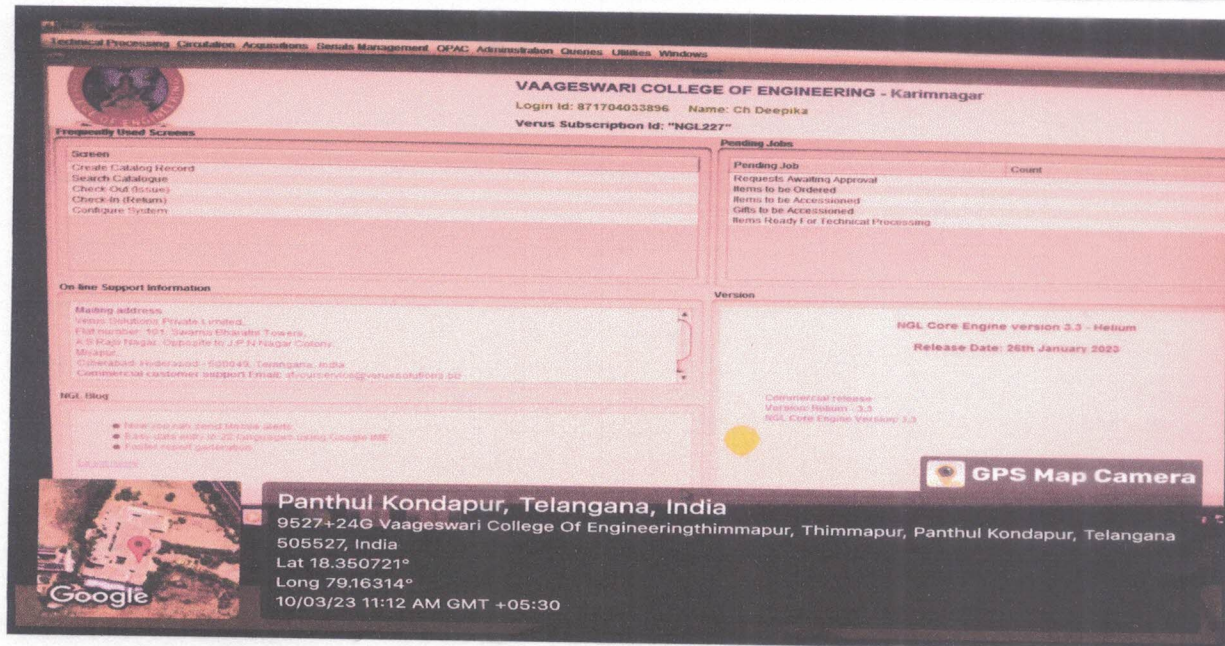 Technical Processing Circulation Acquisitions Serials Management OPAC Administration Queries Utilities Windows
VAAGESWARI COLLEGE OF ENGINEERING - Karimnagar
Login Id: 871704033896 Name: Ch Deepika
Verus Subscription Id: "NGL227"
Frequently Used Screens
Screen
Create Catalog Record
Search Catalogue
Check-Out (Issue)
Check-In (Return)
Configure System
Pending Jobs
Pending Job Count
Requests Awaiting Approval
Items to be Ordered
Items to be Accessioned
Gifts to be Accessioned
Items Ready For Technical Processing
On-line Support Information
Mailing address
Verus Solutions Private Limited,
Flat number: 101, Swarna Bharathi Towers,
A S Raju Nagar, Opposite to J P N Nagar Colony,
Miyapur,
Cyberabad, Hyderabad - 500049, Telangana, India
Commercial customer support Email: atyourservice@verussolutions.biz
Version
NGL Core Engine version 3.3 - Helium
Release Date: 26th January 2023
Commercial release
Version: Helium - 3.3
NGL Core Engine Version: 3.3
NGL Blog
Now you can send Mobile alerts
Easy data entry in 22 languages using Google IME
Faster report generation
GPS Map Camera
Google
Panthul Kondapur, Telangana, India
9527+24G Vaageswari College Of Engineeringthimmapur, Thimmapur, Panthul Kondapur, Telangana
505527, India
Lat 18.350721°
Long 79.16314°
10/03/23 11:12 AM GMT +05:30